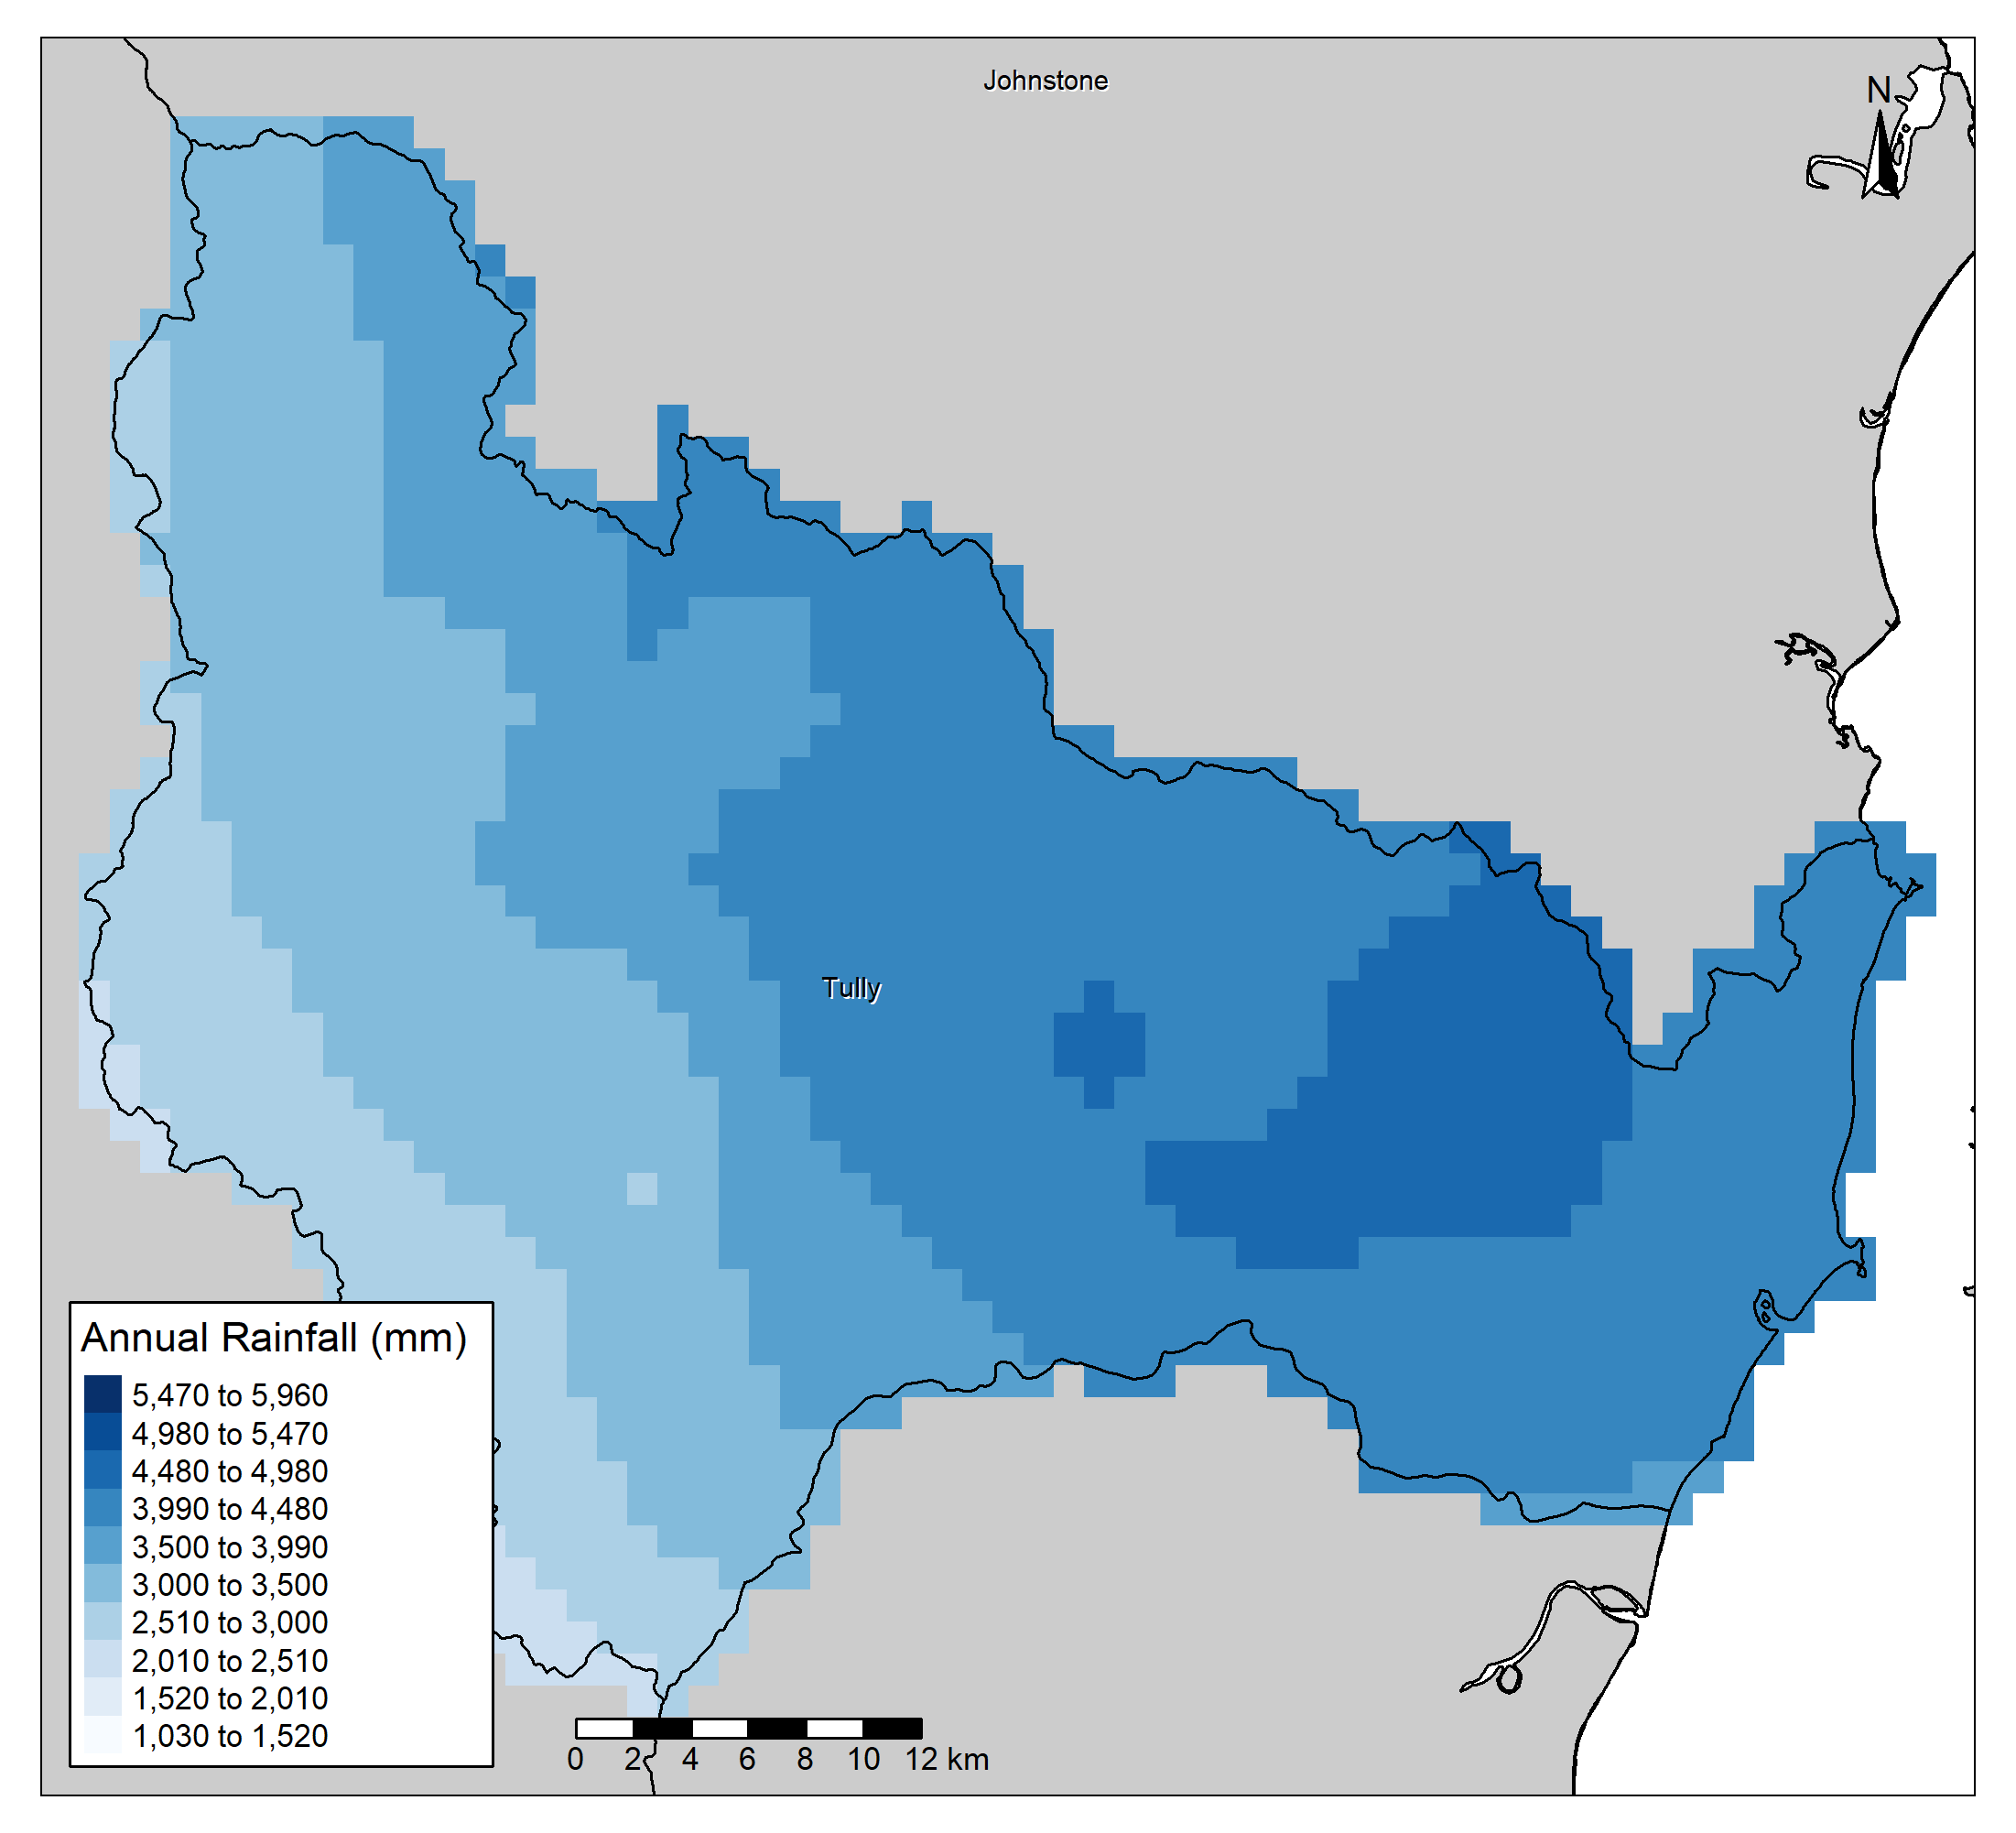 Johnstone
N
Tully
Annual Rainfall (mm)
5,470 to 5,960
4,980 to 5,470
4,480 to 4,980
3,990 to 4,480
3,500 to 3,990
3,000 to 3,500
2,510 to 3,000
2,010 to 2,510
1,520 to 2,010
1,030 to 1,520
0 2 4 6 8 10 12 km